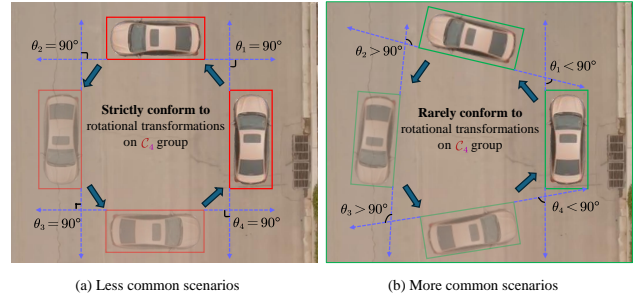 θ₂ = 90°
θ₁ = 90°
Strictly conform to
rotational transformations
on C₄ group
θ₃ = 90°
θ₄ = 90°
(a) Less common scenarios
θ₂ > 90°
θ₁ < 90°
Rarely conform to
rotational transformations
on C₄ group
θ₃ > 90°
θ₄ < 90°
(b) More common scenarios